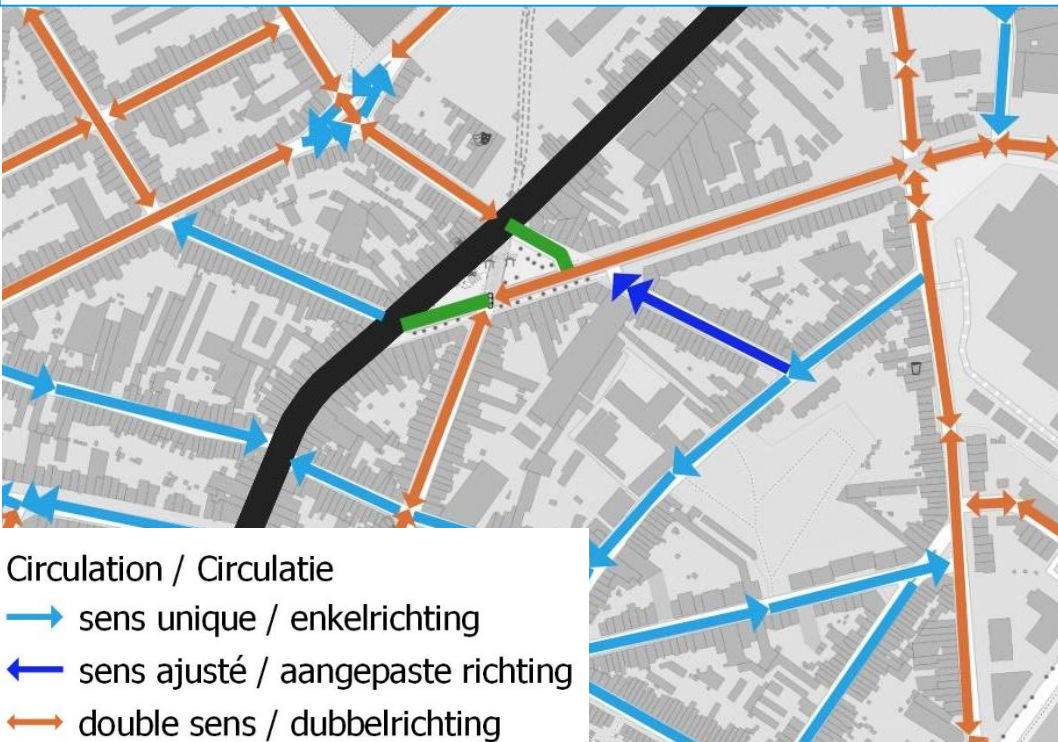 Circulation / Circulatie
sens unique / enkelrichting
sens ajusté / aangepaste richting
double sens / dubbelrichting